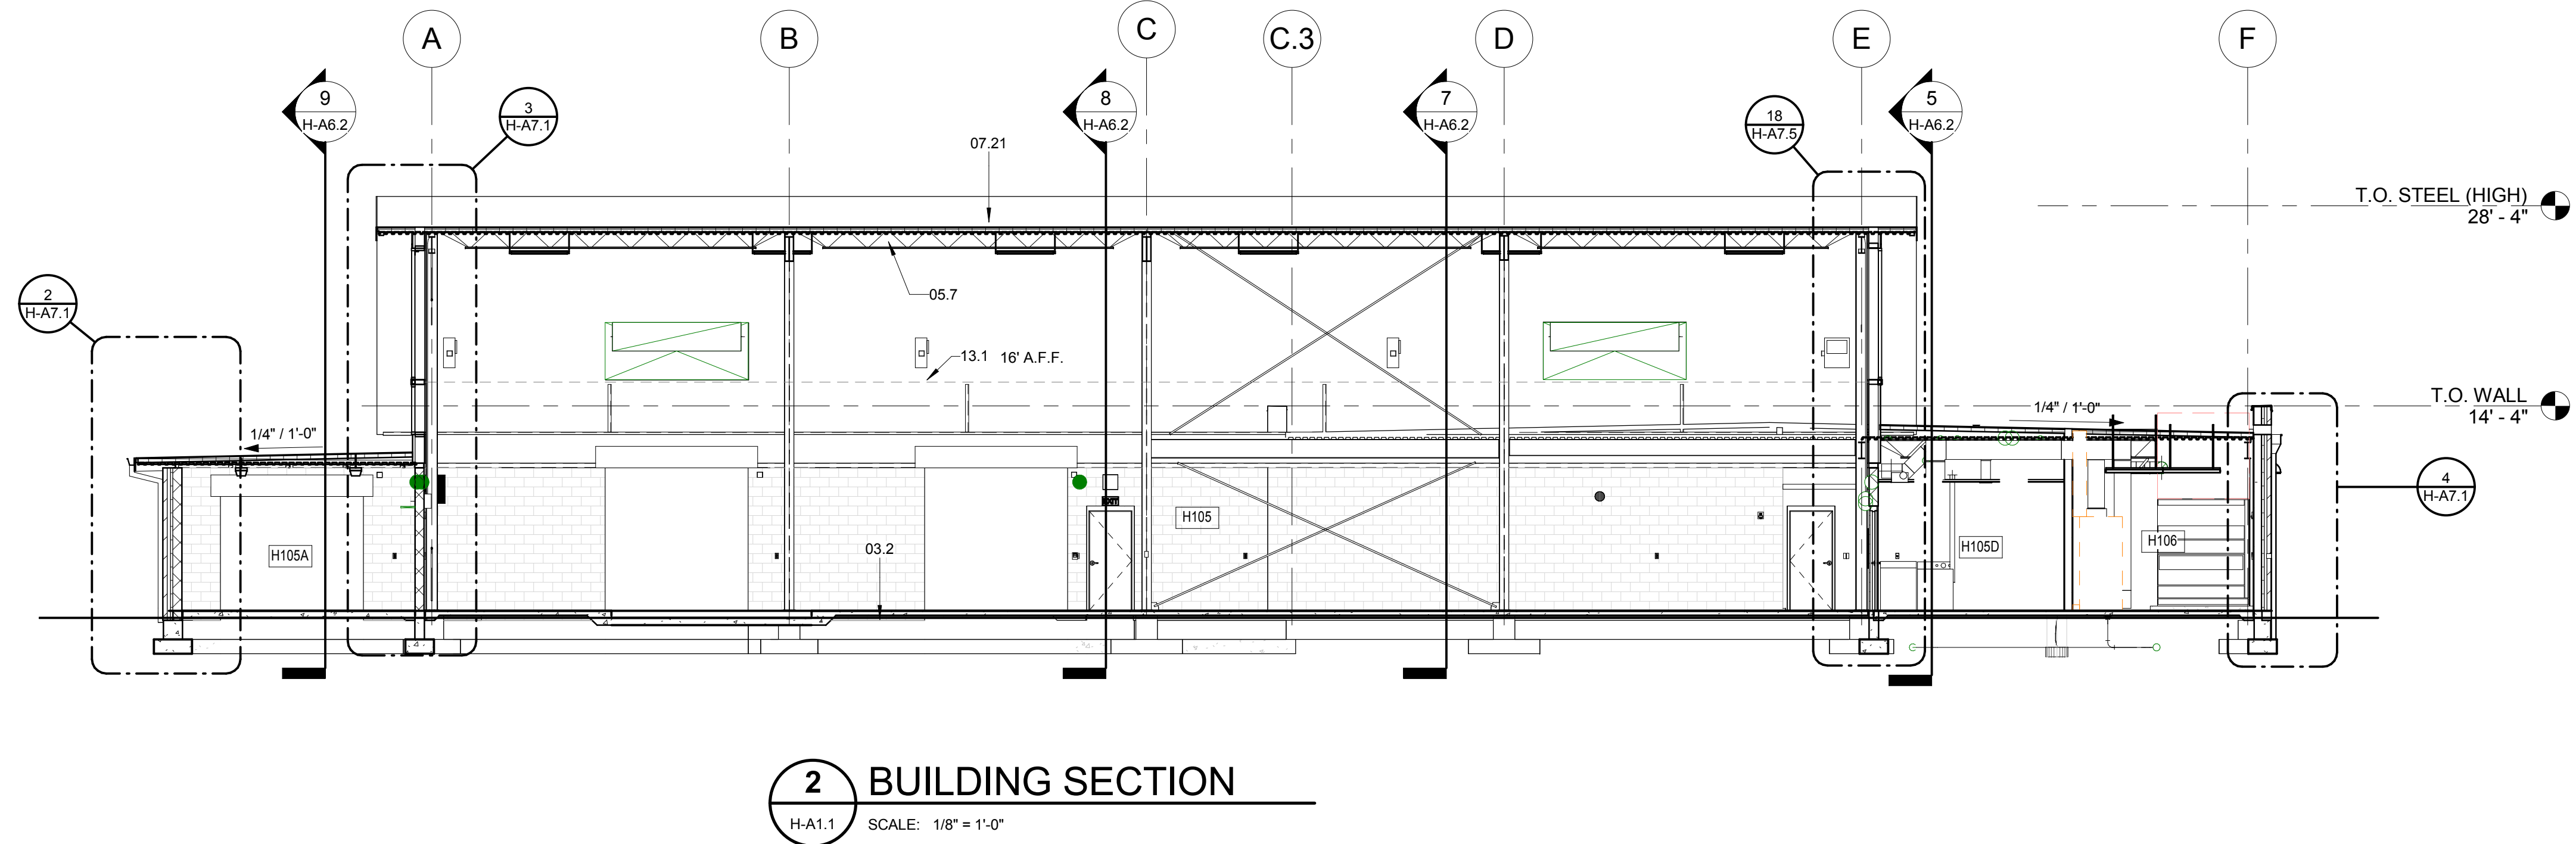 A
B
C
C.3
D
E
F
9
H-A6.2
3
H-A7.1
8
H-A6.2
7
H-A6.2
18
H-A7.5
5
H-A6.2
07.21
T.O. STEEL (HIGH)
28' - 4"
2
H-A7.1
05.7
13.1 16' A.F.F.
T.O. WALL
14' - 4"
1/4" / 1'-0"
1/4" / 1'-0"
4
H-A7.1
EXIT
H105
H105A
03.2
H105D
H106
2
H-A1.1
BUILDING SECTION
SCALE: 1/8" = 1'-0"